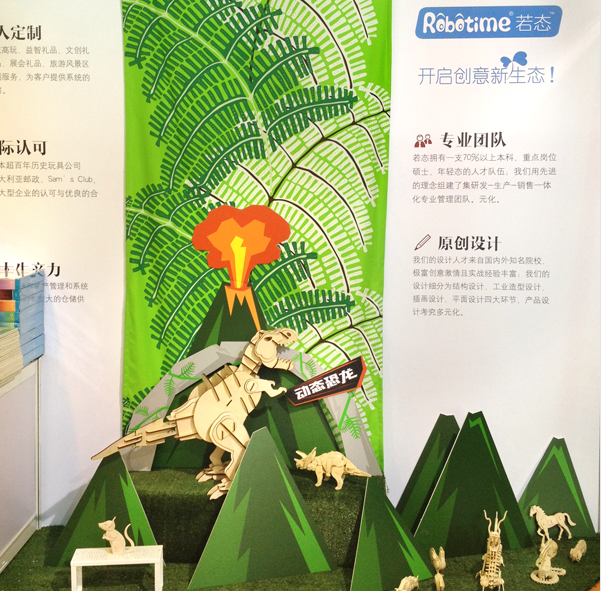 人定制
高玩、益智礼品、文创礼
、展会礼品、旅游风景区
服务、为客户提供系统的
际认可
本超百年历史玩具公司
大利亚邮政、Sam's Club、
大型企业的认可与优良的合
产管理和系统
大的仓储供
Robotime 若态™
开启创意新生态！
动态恐龙
专业团队
若态拥有一支70%以上本科，重点岗位
硕士，年轻态的人才队伍，我们用先进
的理念组建了集研发—生产—销售一体
化专业管理团队。元化。
原创设计
我们的设计人才来自国内外知名院校，
极富创意激情且实战经验丰富，我们的
设计细分为结构设计、工业造型设计、
插画设计、平面设计四大环节、产品设
计考究多元化。